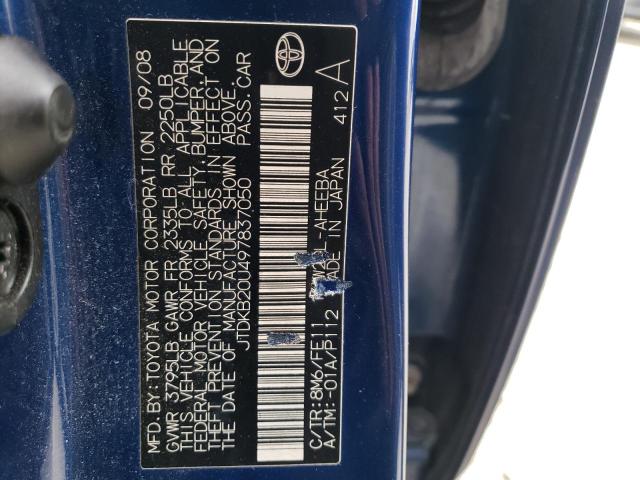 MFD.BY:TOYOTA MOTOR CORPORATION 09/08
GVWR 3795LB GAWR FR 2335LB RR 2250LB
THIS VEHICLE CONFORMS TO ALL APPLICABLE
FEDERAL MOTOR VEHICLE SAFETY,BUMPER,AND
THEFT PREVENTION STANDARDS IN EFFECT ON
THE DATE OF MANUFACTURE SHOWN ABOVE.
JTDKB20U497837050 PASS.CAR
C/TR:8M6/FE11 -AHEEBA
A/TM:-01A/P112 MADE IN JAPAN
412 A